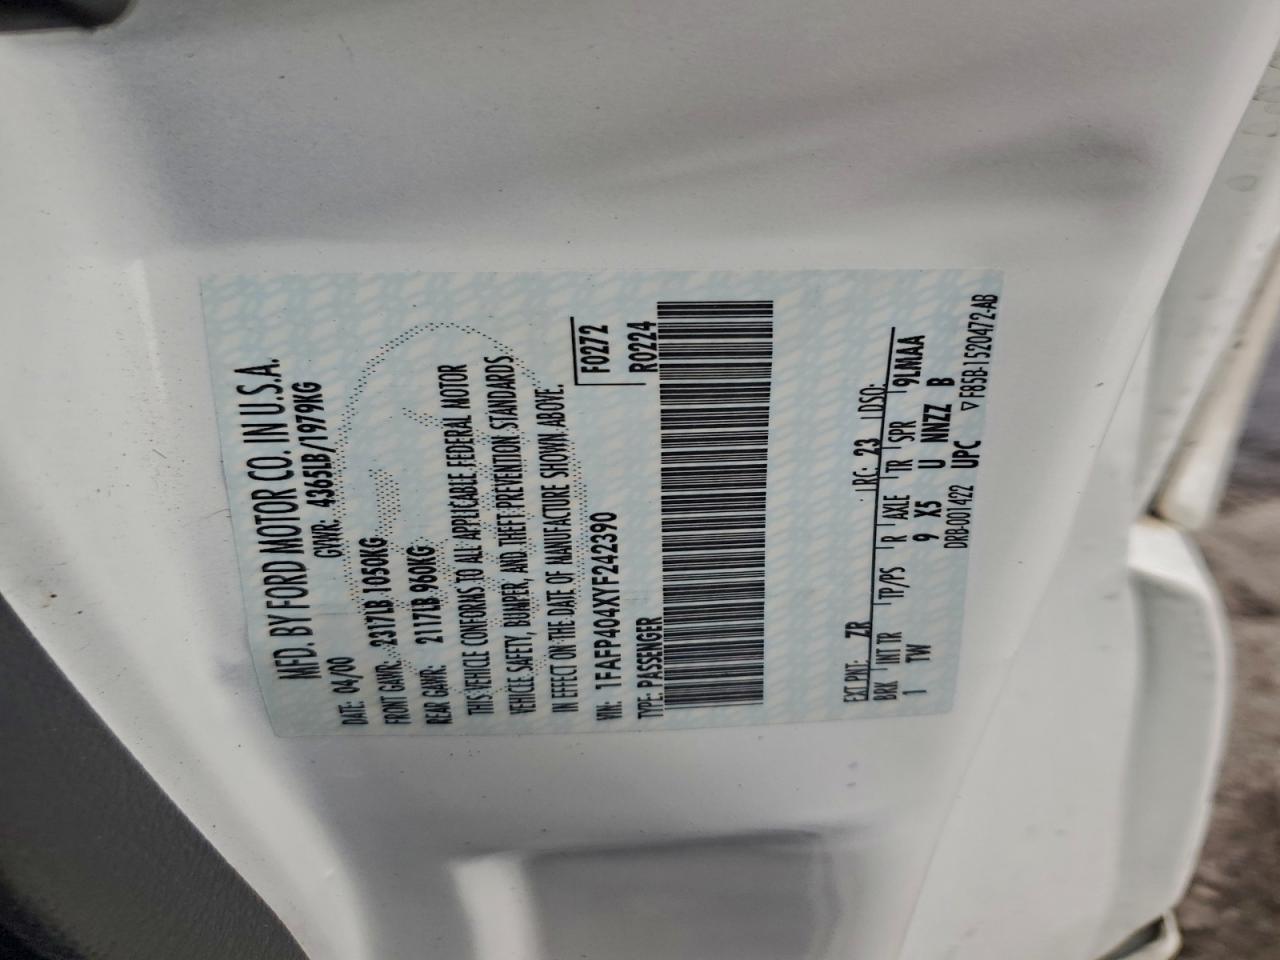 MFD. BY FORD MOTOR CO. IN U.S.A.
DATE: 04/00 GVWR: 4365LB/1979KG
FRONT GAWR: 2317LB 1050KG
REAR GAWR: 2117LB 960KG
THIS VEHICLE CONFORMS TO ALL APPLICABLE FEDERAL MOTOR
VEHICLE SAFETY, BUMPER, AND THEFT PREVENTION STANDARDS
IN EFFECT ON THE DATE OF MANUFACTURE SHOWN ABOVE.
VIN: 1FAFP404XYF242390 F0272
TYPE: PASSENGER R0224
EXT PNT: ZR RC: 23 DSO:
BRK INT TR TP/PS R AXLE TR SPR 9LMAA
1 TW 9 X5 U NNZZ B
DRB-001422 UPC ▽ F85B-1520472-AB